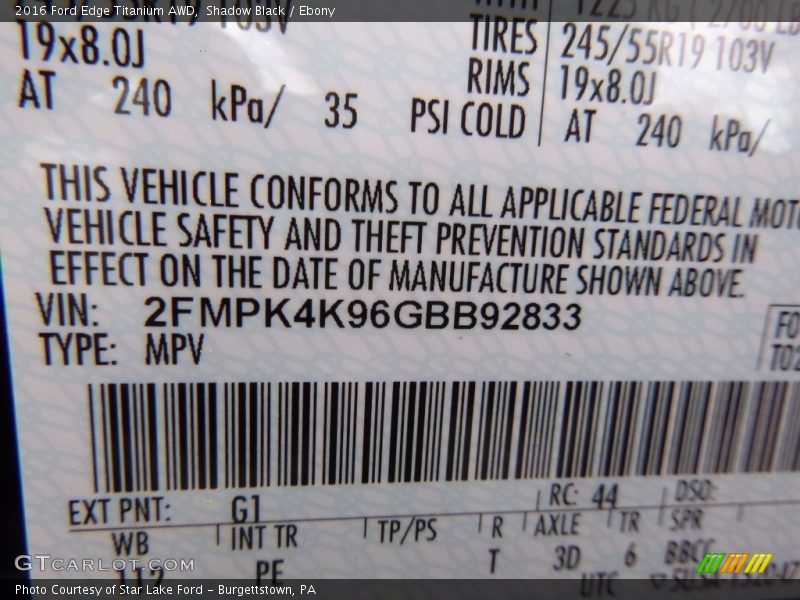 2016 Ford Edge Titanium AWD, Shadow Black / Ebony
19x8.0J
AT 240 kPa/ 35 PSI COLD
TIRES 245/55R19 103V
RIMS 19x8.0J
AT 240 kPa/
THIS VEHICLE CONFORMS TO ALL APPLICABLE FEDERAL MOT
VEHICLE SAFETY AND THEFT PREVENTION STANDARDS IN
EFFECT ON THE DATE OF MANUFACTURE SHOWN ABOVE.
VIN: 2FMPK4K96GBB92833
TYPE: MPV
EXT PNT: G1 RC: 44 DSO:
WB INT TR TP/PS R AXLE TR SPR
112 PE T 3D 6 BBCC
UTC
GTCARLOT.COM
Photo Courtesy of Star Lake Ford - Burgettstown, PA